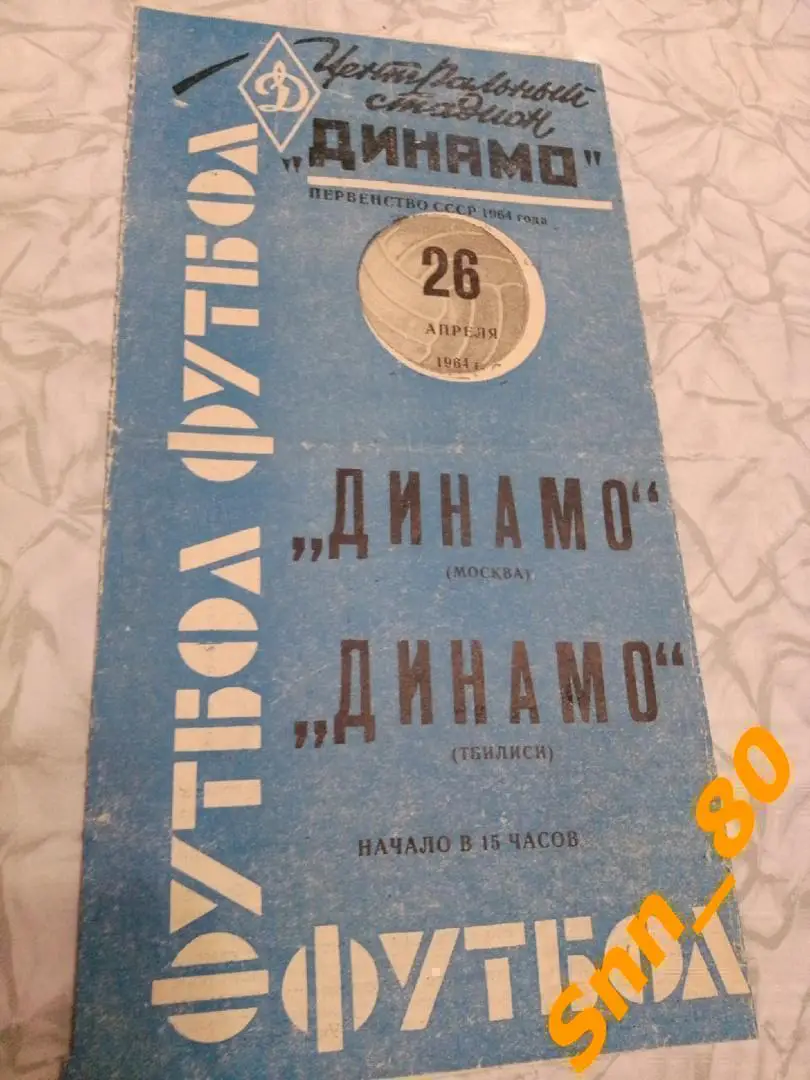 Центральный
стадион
„ДИНАМО"
ПЕРВЕНСТВО СССР 1964 года
26
АПРЕЛЯ
1964 г.
„ДИНАМО“
(МОСКВА)
„ДИНАМО“
(ТБИЛИСИ)
НАЧАЛО В 15 ЧАСОВ
ФУТБОЛ ФУТБОЛ
ФУТБОЛ
Д
Snn_80